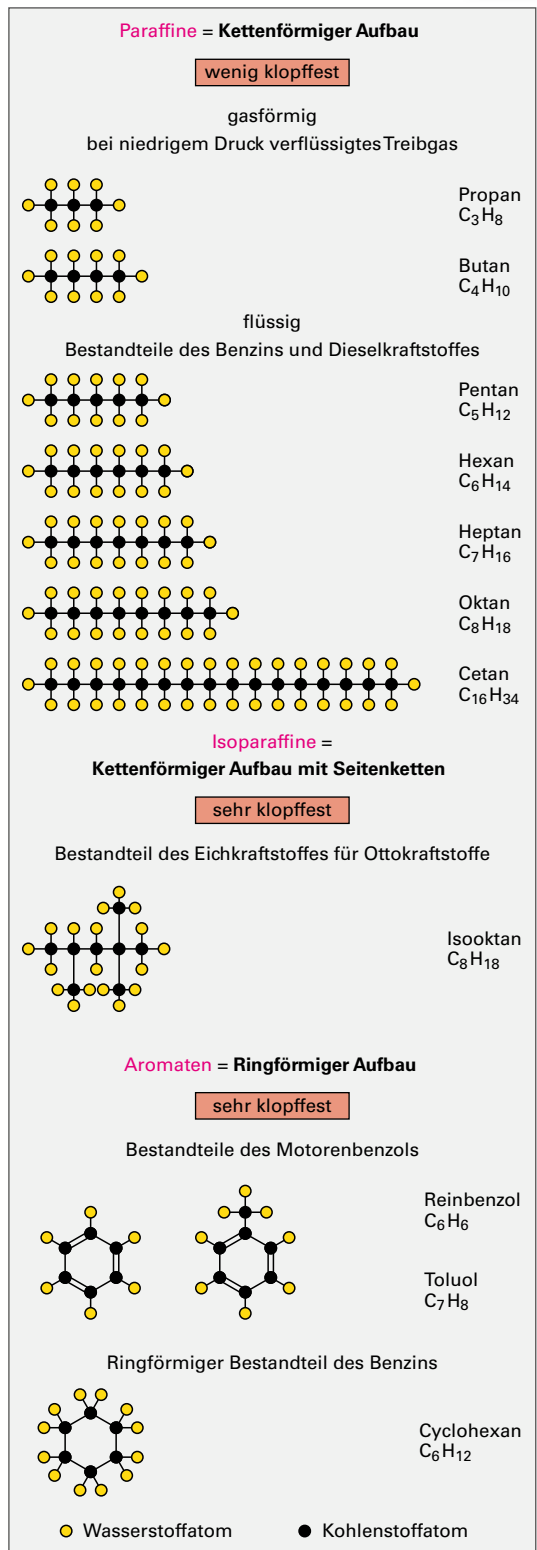 Paraffine = Kettenförmiger Aufbau
wenig klopffest
gasförmig
bei niedrigem Druck verflüssigtes Treibgas
Propan
C3H8
Butan
C4H10
flüssig
Bestandteile des Benzins und Dieselkraftstoffes
Pentan
C5H12
Hexan
C6H14
Heptan
C7H16
Oktan
C8H18
Cetan
C16H34
Isoparaffine =
Kettenförmiger Aufbau mit Seitenketten
sehr klopffest
Bestandteil des Eichkraftstoffes für Ottokraftstoffe
Isooktan
C8H18
Aromaten = Ringförmiger Aufbau
sehr klopffest
Bestandteile des Motorenbenzols
Reinbenzol
C6H6
Toluol
C7H8
Ringförmiger Bestandteil des Benzins
Cyclohexan
C6H12
Wasserstoffatom
Kohlenstoffatom